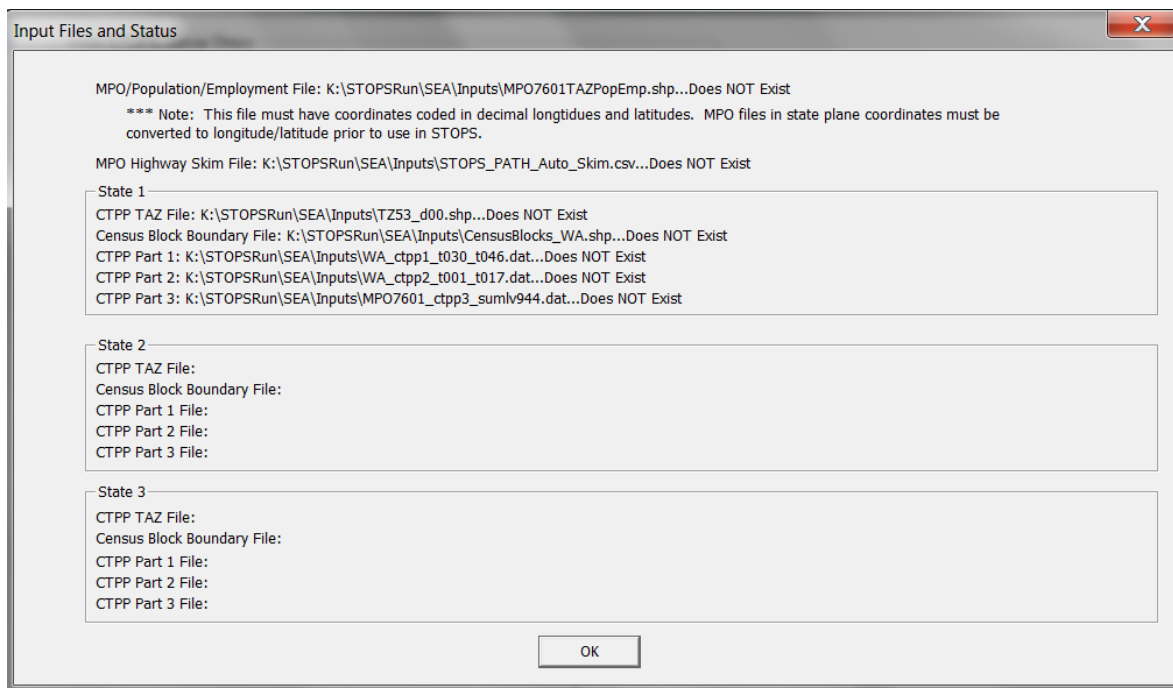 Input Files and Status
MPO/Population/Employment File: K:\STOPSRun\SEA\Inputs\MPO7601TAZPopEmp.shp...Does NOT Exist
*** Note: This file must have coordinates coded in decimal longtidues and latitudes. MPO files in state plane coordinates must be
converted to longitude/latitude prior to use in STOPS.
MPO Highway Skim File: K:\STOPSRun\SEA\Inputs\STOPS_PATH_Auto_Skim.csv...Does NOT Exist
State 1
CTPP TAZ File: K:\STOPSRun\SEA\Inputs\TZ53_d00.shp...Does NOT Exist
Census Block Boundary File: K:\STOPSRun\SEA\Inputs\CensusBlocks_WA.shp...Does NOT Exist
CTPP Part 1: K:\STOPSRun\SEA\Inputs\WA_ctpp1_t030_t046.dat...Does NOT Exist
CTPP Part 2: K:\STOPSRun\SEA\Inputs\WA_ctpp2_t001_t017.dat...Does NOT Exist
CTPP Part 3: K:\STOPSRun\SEA\Inputs\MPO7601_ctpp3_sumlv944.dat...Does NOT Exist
State 2
CTPP TAZ File:
Census Block Boundary File:
CTPP Part 1 File:
CTPP Part 2 File:
CTPP Part 3 File:
State 3
CTPP TAZ File:
Census Block Boundary File:
CTPP Part 1 File:
CTPP Part 2 File:
CTPP Part 3 File:
OK